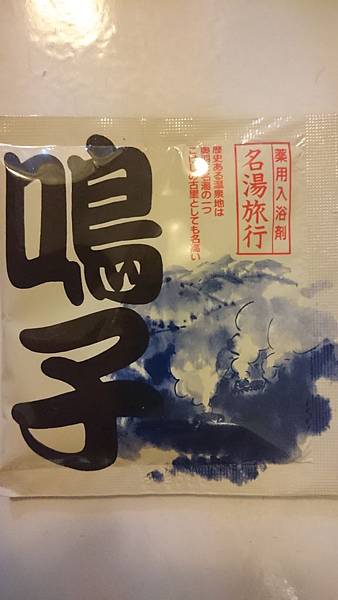 薬用入浴剤
名湯旅行
歴史ある温泉地は
奥州三名湯の一つ
こけしの古里としても名高い
鳴子